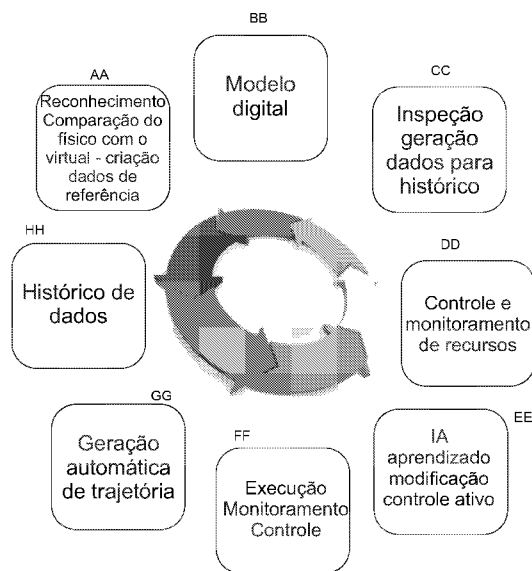 BB
Modelo
digital
AA
Reconhecimento
Comparação do
físico com o
virtual - criação
dados de
referência
CC
Inspeção
geração
dados para
histórico
HH
Histórico de
dados
DD
Controle e
monitoramento
de recursos
GG
Geração
automática
de trajetória
FF
Execução
Monitoramento
Controle
EE
IA
aprendizado
modificação
controle ativo